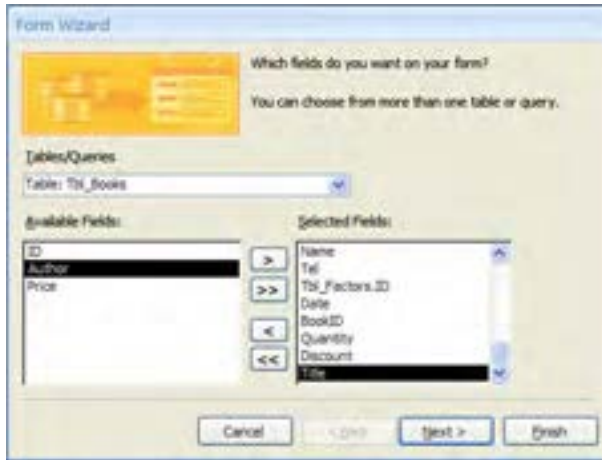 Form Wizard
Which fields do you want on your form?
You can choose from more than one table or query.
Tables/Queries
Table: Tbl_Books
Available Fields:
Selected Fields:
ID
Author
Price
>
>>
<
<<
Name
Tel
Tbl_Factors.ID
Date
BookID
Quantity
Discount
Title
Cancel
< Back
Next >
Finish